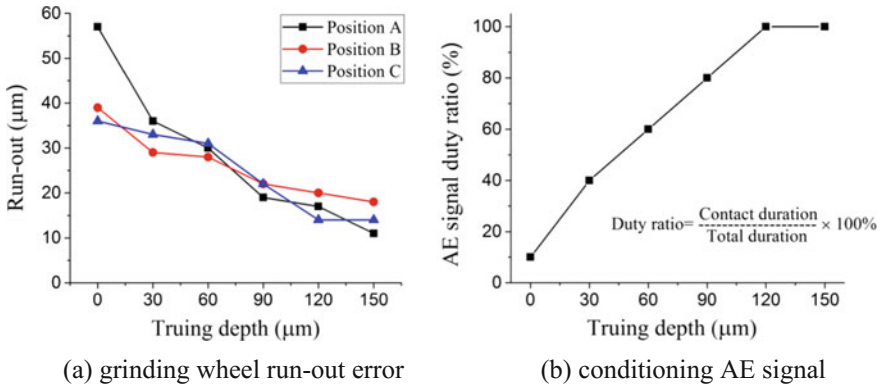 60
50
40
30
20
10
0
Run-out (μm)
Position A
Position B
Position C
0 30 60 90 120 150
Truing depth (μm)
(a) grinding wheel run-out error
100
80
60
40
20
0
AE signal duty ratio (%)
Duty ratio= Contact duration / Total duration × 100%
0 30 60 90 120 150
Truing depth (μm)
(b) conditioning AE signal